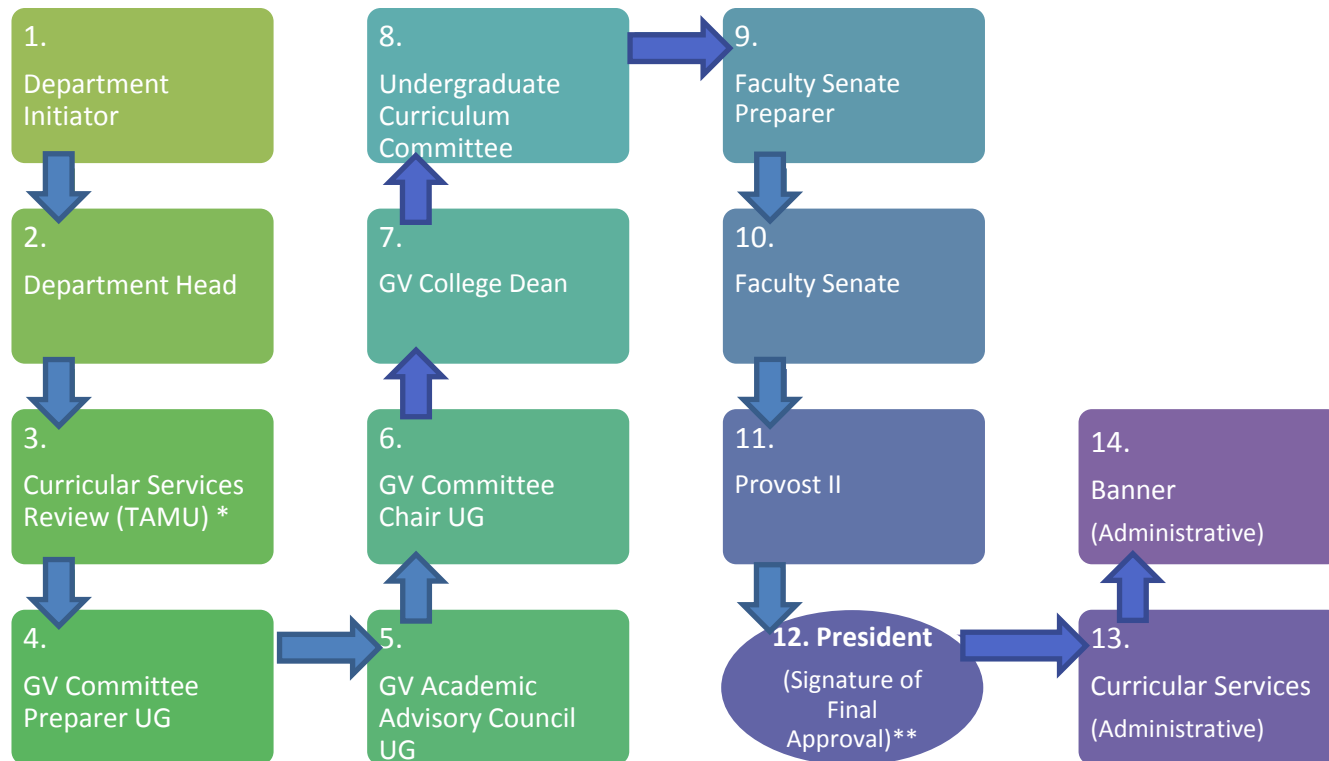 1.
Department
Initiator
2.
Department Head
3.
Curricular Services
Review (TAMU) *
4.
GV Committee
Preparer UG
5.
GV Academic
Advisory Council
UG
6.
GV Committee
Chair UG
7.
GV College Dean
8.
Undergraduate
Curriculum
Committee
9.
Faculty Senate
Preparer
10.
Faculty Senate
11.
Provost II
12. President
(Signature of
Final
Approval)**
13.
Curricular Services
(Administrative)
14.
Banner
(Administrative)